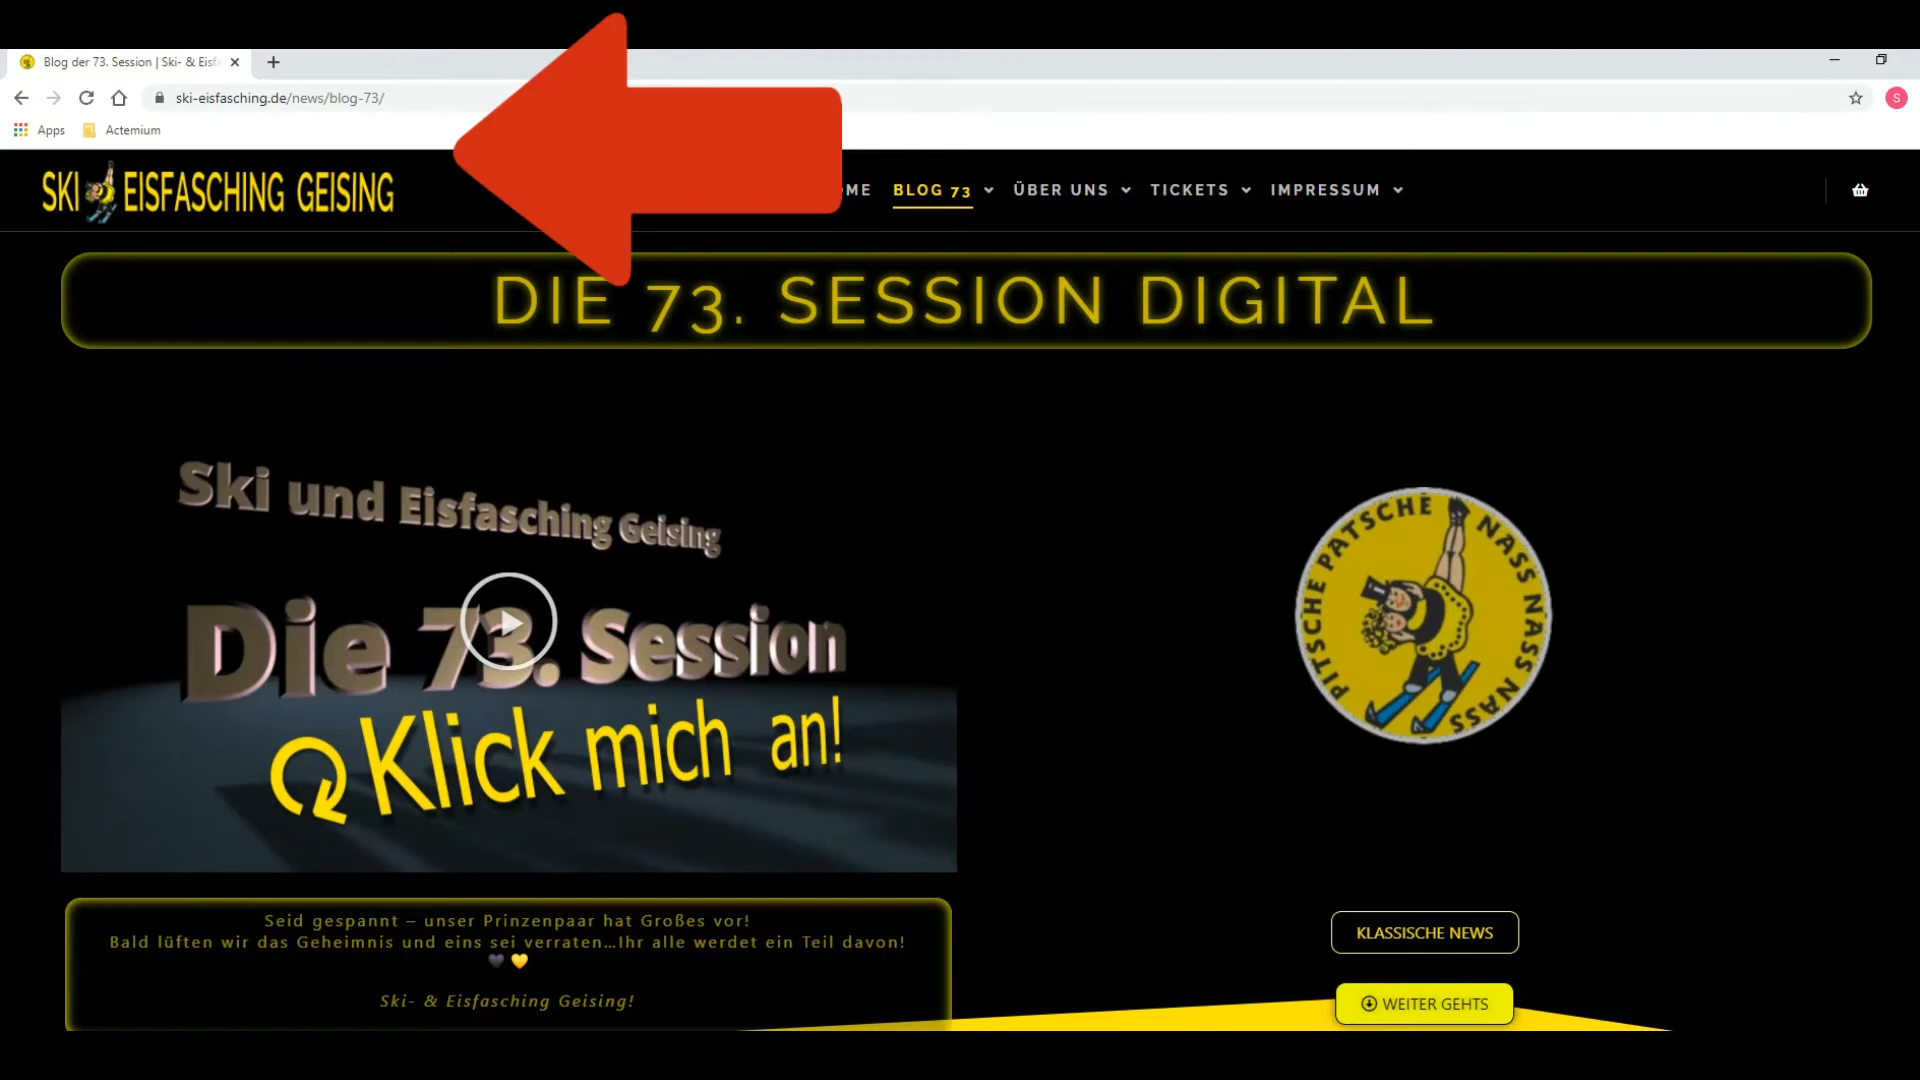 Blog der 73. Session | Ski- & Eisf
ski-eisfasching.de/news/blog-73/
S
Apps
Actemium
SKI EISFASCHING GEISING
OME
BLOG 73
ÜBER UNS
TICKETS
IMPRESSUM
DIE 73. SESSION DIGITAL
Ski und Eisfasching Geising
Die 73. Session
Klick mich an!
PITSCHE PATSCHE NASS NASS NASS
Seid gespannt – unser Prinzenpaar hat Großes vor!
Bald lüften wir das Geheimnis und eins sei verraten…Ihr alle werdet ein Teil davon!
🖤💛
Ski- & Eisfasching Geising!
KLASSISCHE NEWS
WEITER GEHTS